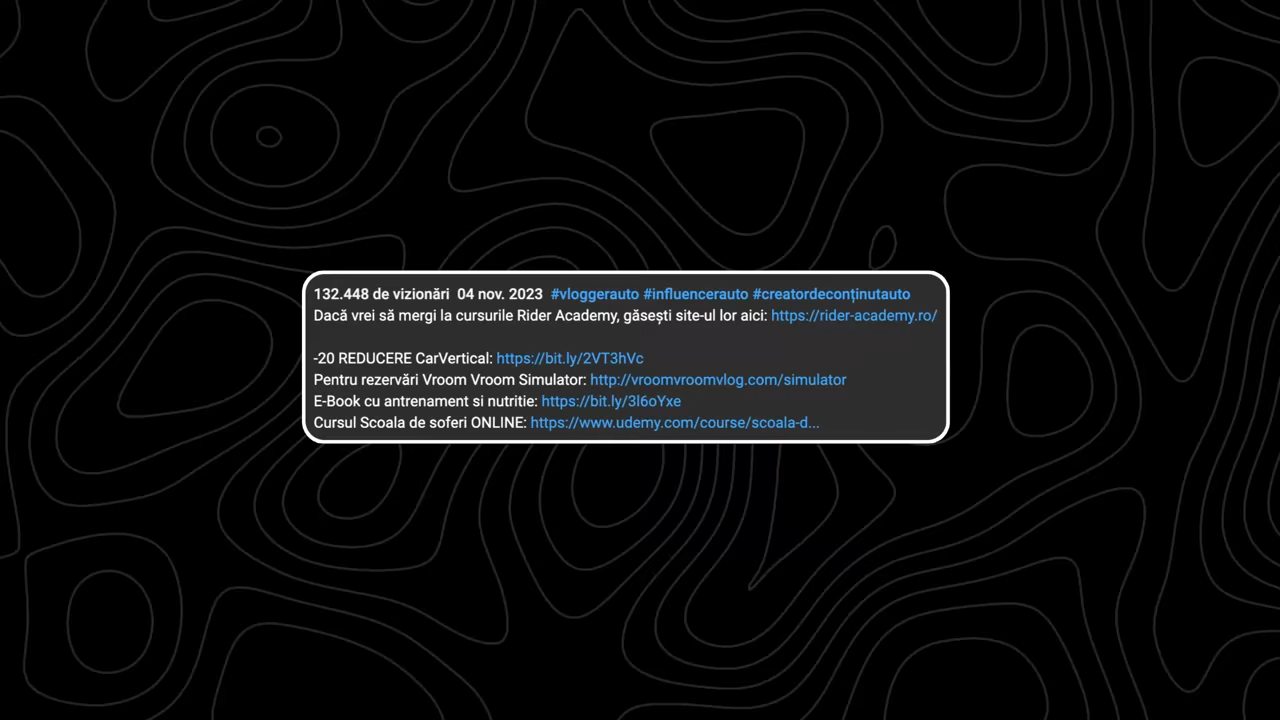 132.448 de vizionări  04 nov. 2023  #vloggerauto #influencerauto #creatordeconținutauto
Dacă vrei să mergi la cursurile Rider Academy, găsești site-ul lor aici: https://rider-academy.ro/
-20 REDUCERE CarVertical: https://bit.ly/2VT3hVc
Pentru rezervări Vroom Vroom Simulator: http://vroomvroomvlog.com/simulator
E-Book cu antrenament si nutritie: https://bit.ly/3l6oYxe
Cursul Scoala de soferi ONLINE: https://www.udemy.com/course/scoala-d...